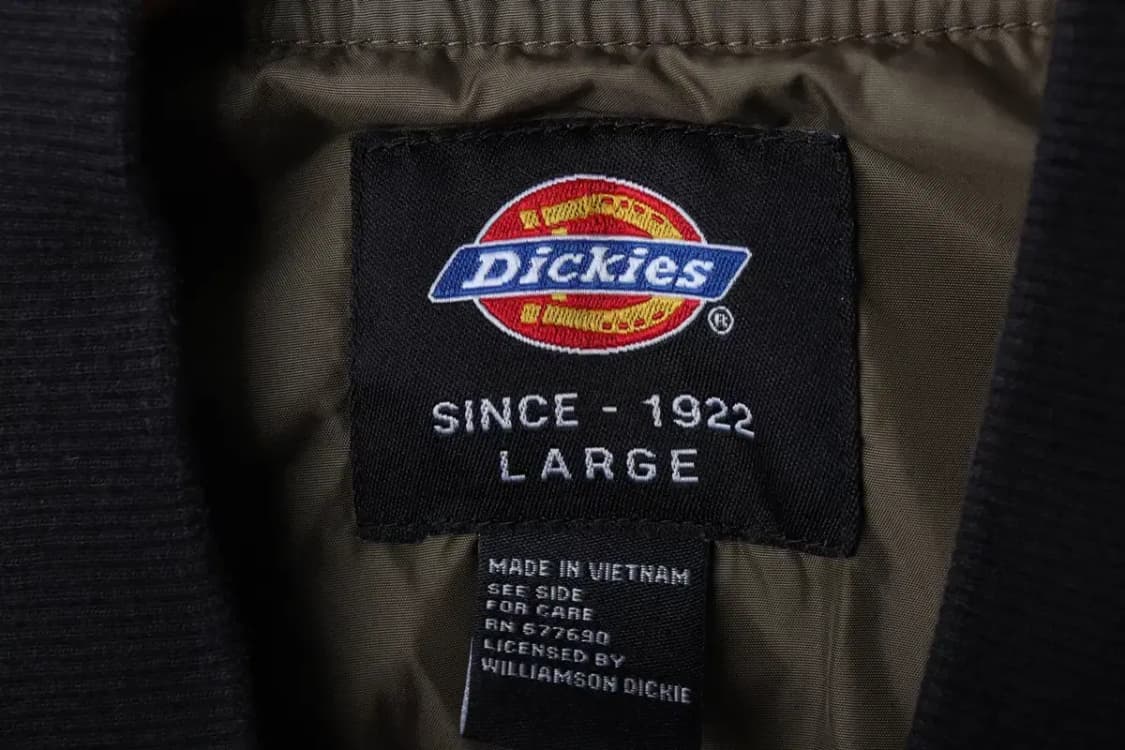 Dickies
®
SINCE - 1922
LARGE
MADE IN VIETNAM
SEE SIDE
FOR CARE
RN 677690
LICENSED BY
WILLIAMSON DICKIE